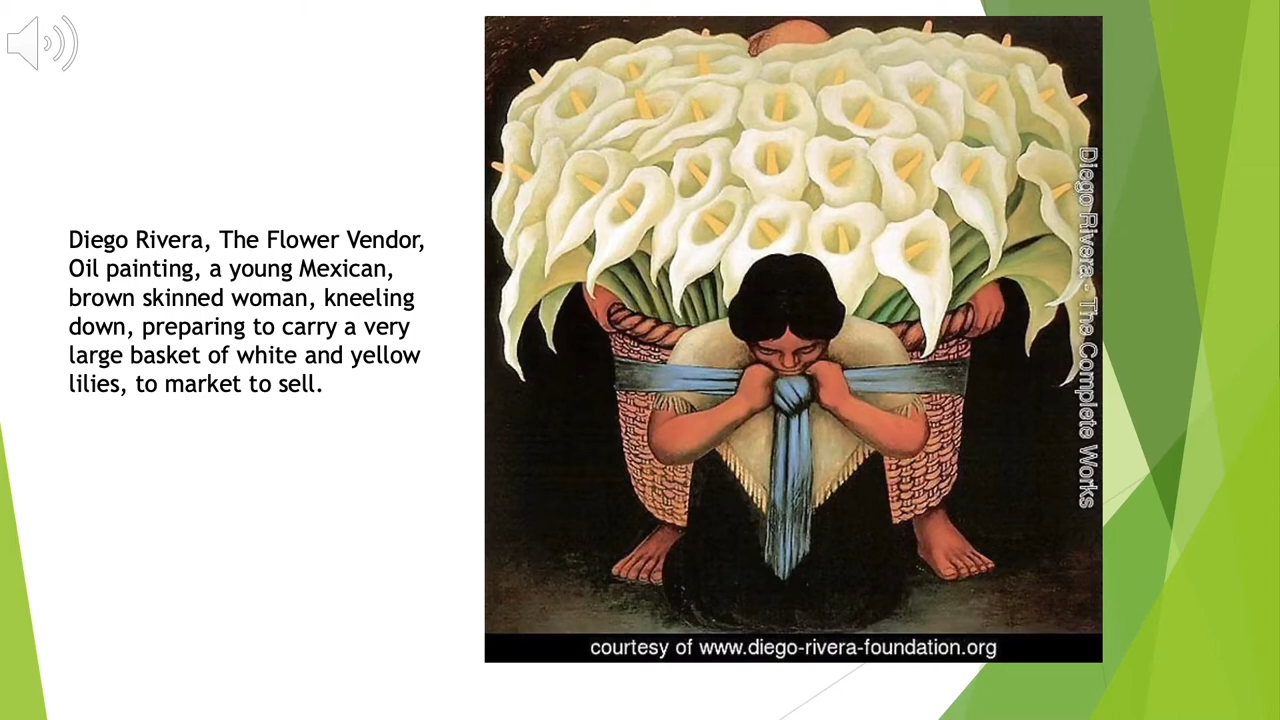 Diego Rivera, The Flower Vendor,
Oil painting, a young Mexican,
brown skinned woman, kneeling
down, preparing to carry a very
large basket of white and yellow
lilies, to market to sell.
Diego Rivera - The Complete Works
courtesy of www.diego-rivera-foundation.org